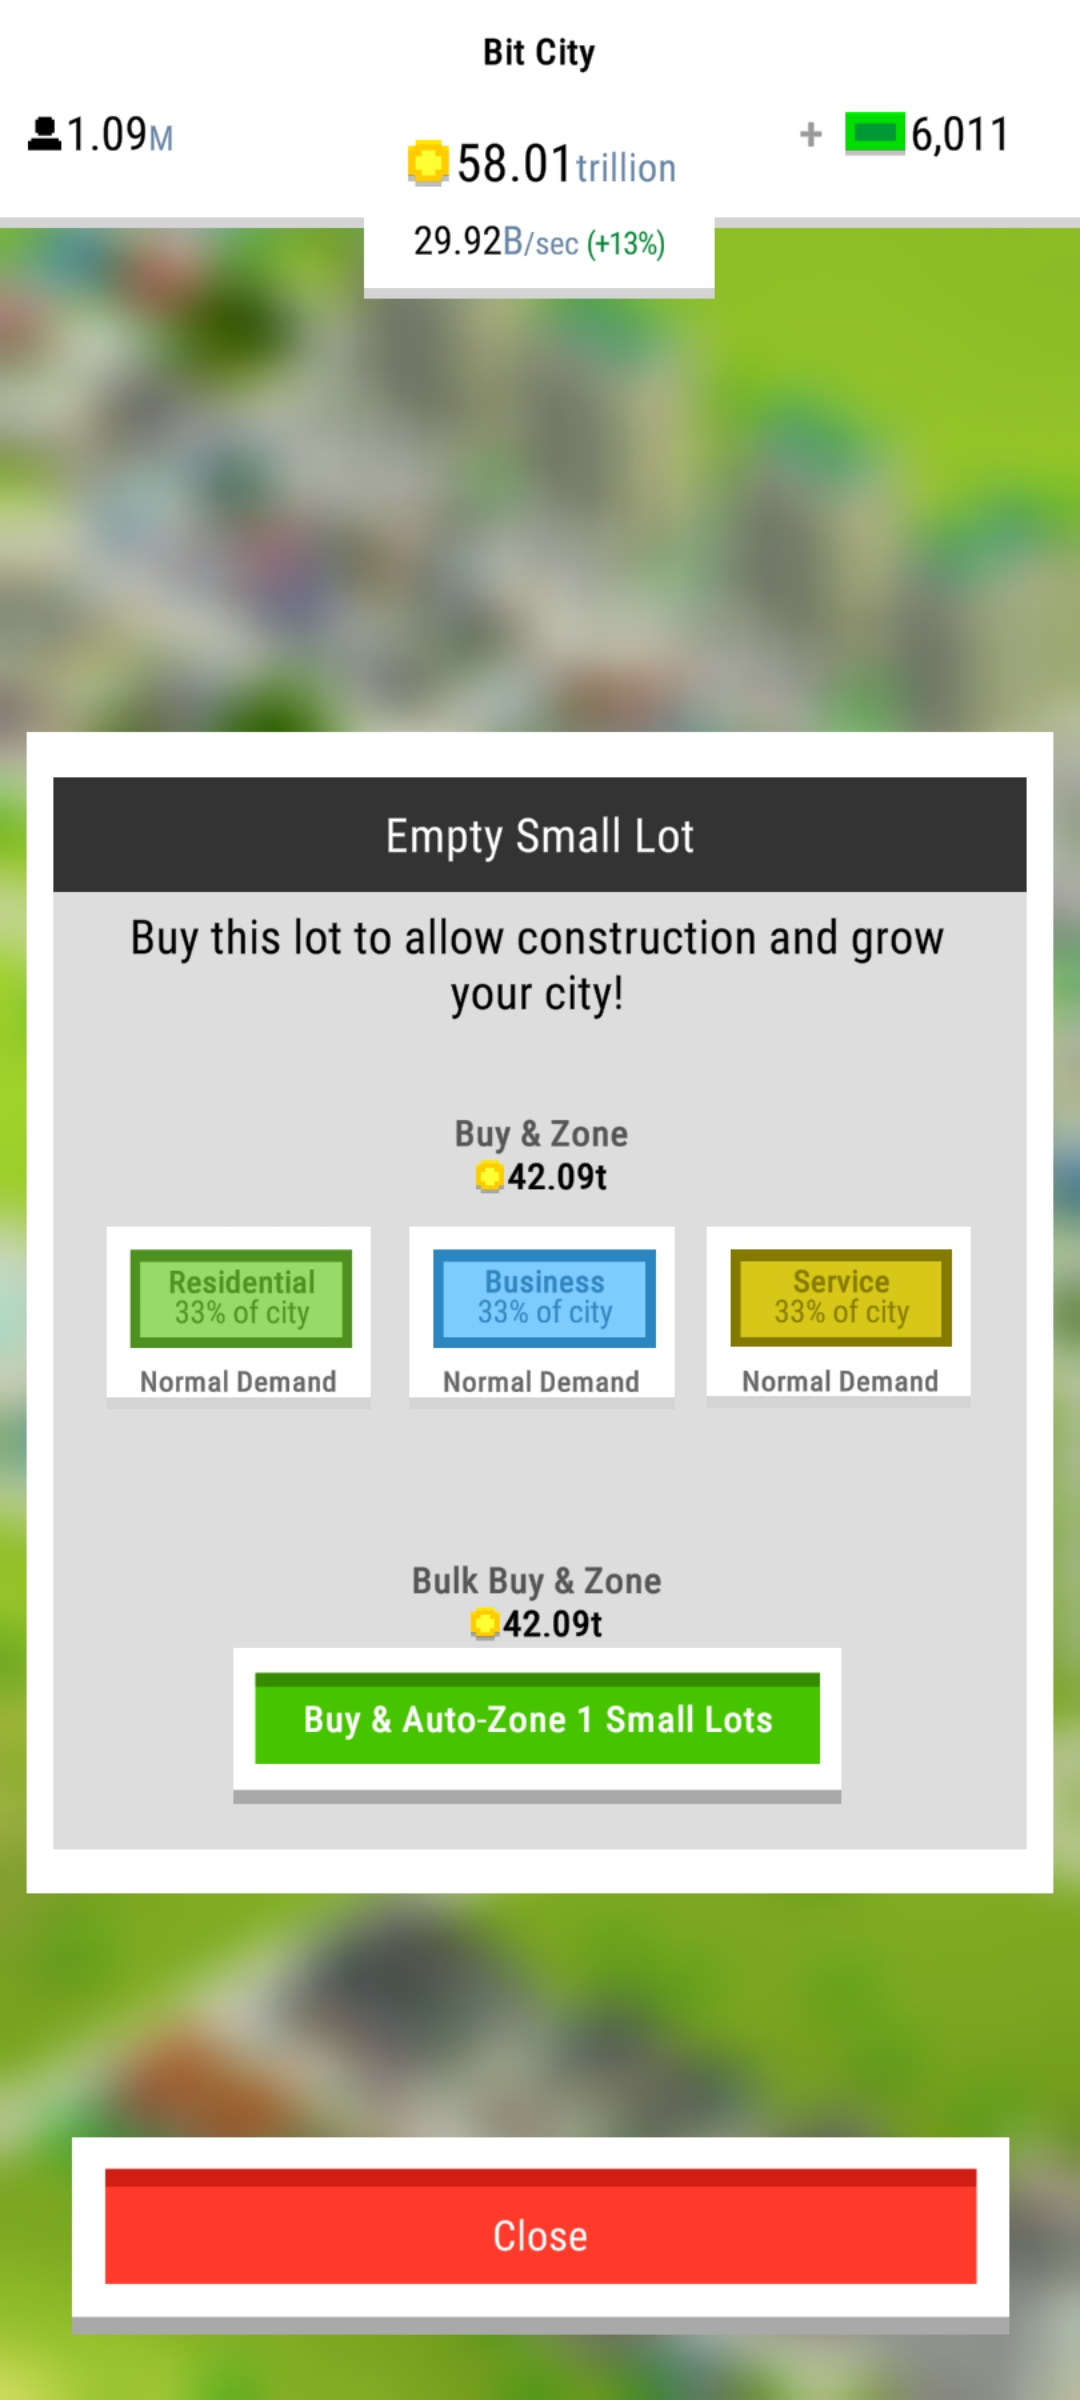 Bit City
1.09M
58.01trillion
+ 6,011
29.92B/sec (+13%)
Empty Small Lot
Buy this lot to allow construction and grow
your city!
Buy & Zone
42.09t
Residential
33% of city
Normal Demand
Business
33% of city
Normal Demand
Service
33% of city
Normal Demand
Bulk Buy & Zone
42.09t
Buy & Auto-Zone 1 Small Lots
Close